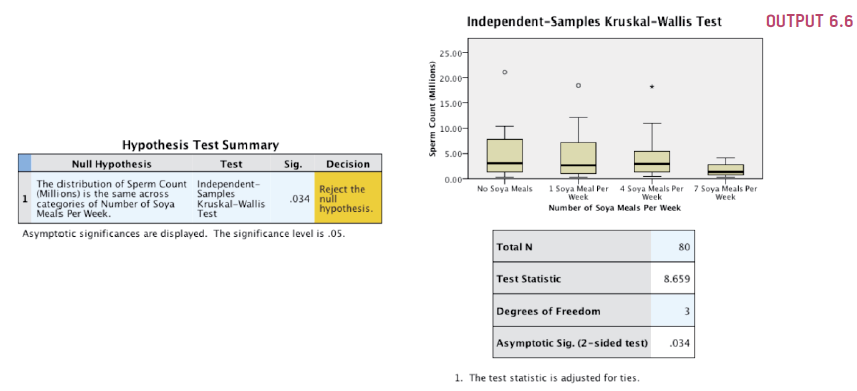 Hypothesis Test Summary
Null Hypothesis Test Sig. Decision
1 The distribution of Sperm Count (Millions) is the same across categories of Number of Soya Meals Per Week. Independent-Samples Kruskal-Wallis Test .034 Reject the null hypothesis.
Asymptotic significances are displayed. The significance level is .05.
Independent-Samples Kruskal-Wallis Test
OUTPUT 6.6
Sperm Count (Millions)
25.00
20.00
15.00
10.00
5.00
0.00
No Soya Meals
1 Soya Meal Per Week
4 Soya Meals Per Week
7 Soya Meals Per Week
Number of Soya Meals Per Week
Total N 80
Test Statistic 8.659
Degrees of Freedom 3
Asymptotic Sig. (2-sided test) .034
1. The test statistic is adjusted for ties.